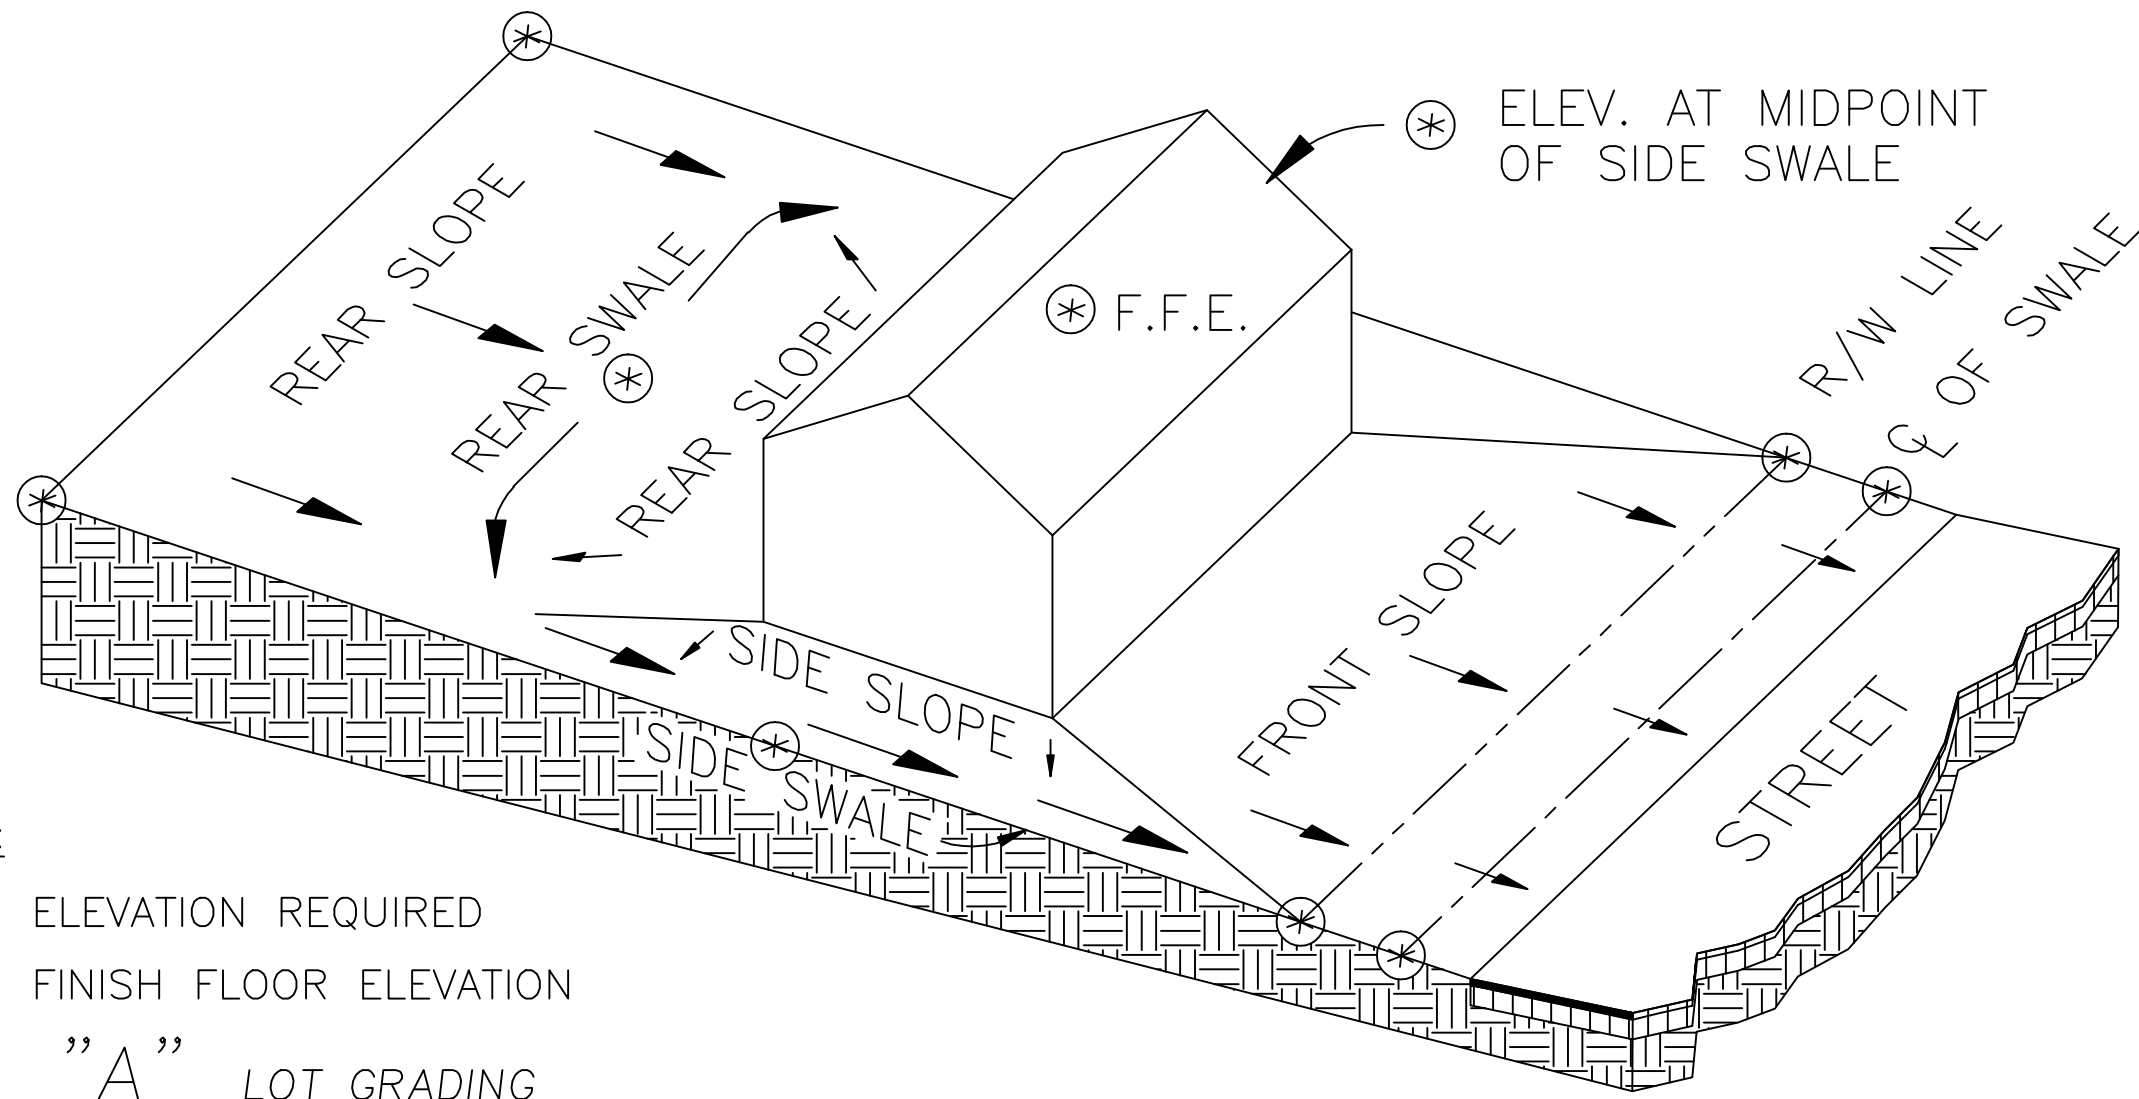 ELEV. AT MIDPOINT
OF SIDE SWALE
REAR SLOPE
REAR SWALE
REAR SLOPE
F.F.E.
R/W LINE
℄ OF SWALE
SIDE SLOPE
SIDE SWALE
FRONT SLOPE
STREET
ELEVATION REQUIRED
FINISH FLOOR ELEVATION
"A" LOT GRADING